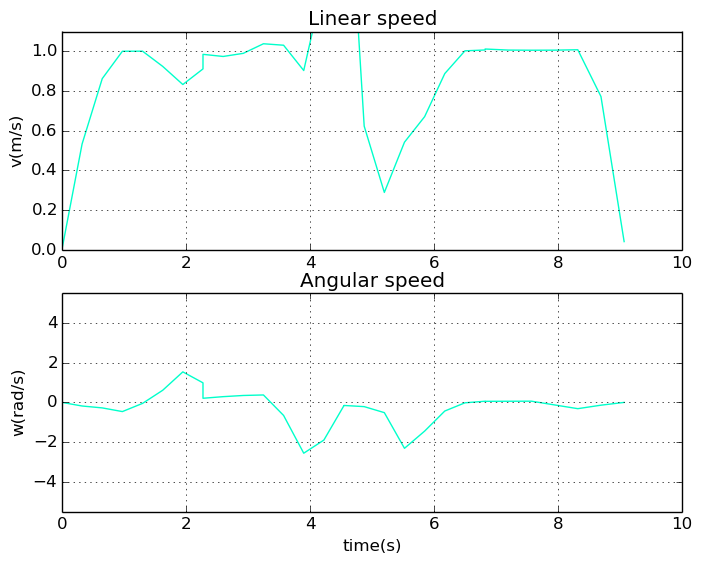 Linear speed
1.0
0.8
0.6
0.4
0.2
0.0
v(m/s)
0 2 4 6 8 10
Angular speed
4
2
0
−2
−4
w(rad/s)
0 2 4 6 8 10
time(s)